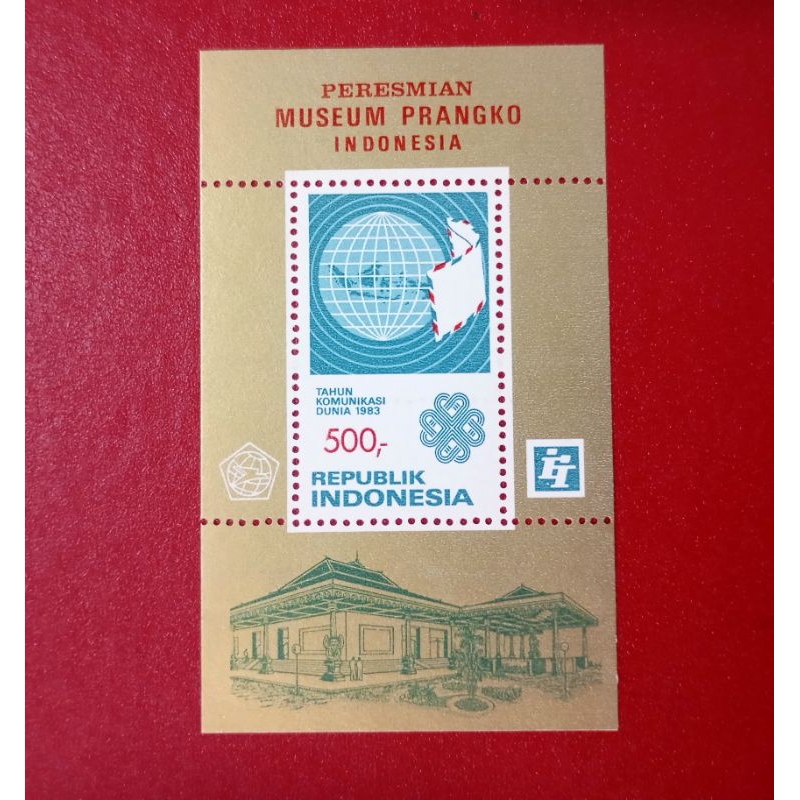 PERESMIAN
MUSEUM PRANGKO
INDONESIA
TAHUN
KOMUNIKASI
DUNIA 1983
500,-
REPUBLIK
INDONESIA